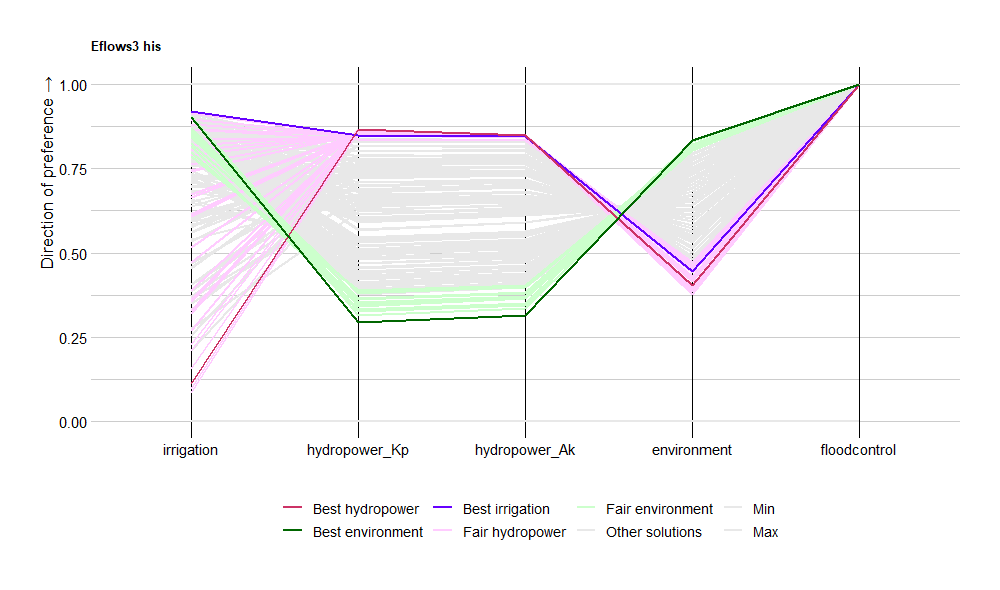 Eflows3 his
Direction of preference →
1.00
0.75
0.50
0.25
0.00
irrigation
hydropower_Kp
hydropower_Ak
environment
floodcontrol
Best hydropower
Best irrigation
Fair environment
Min
Best environment
Fair hydropower
Other solutions
Max